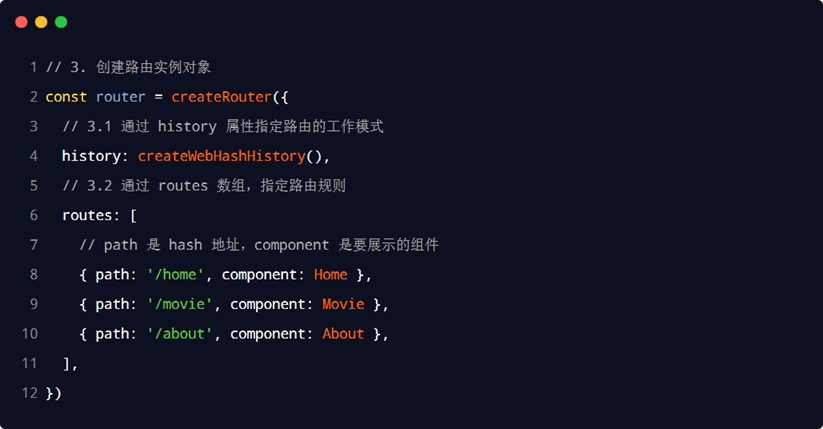 1 // 3. 创建路由实例对象
2 const router = createRouter({
3 // 3.1 通过 history 属性指定路由的工作模式
4 history: createWebHashHistory(),
5 // 3.2 通过 routes 数组，指定路由规则
6 routes: [
7 // path 是 hash 地址，component 是要展示的组件
8 { path: '/home', component: Home },
9 { path: '/movie', component: Movie },
10 { path: '/about', component: About },
11 ],
12 })